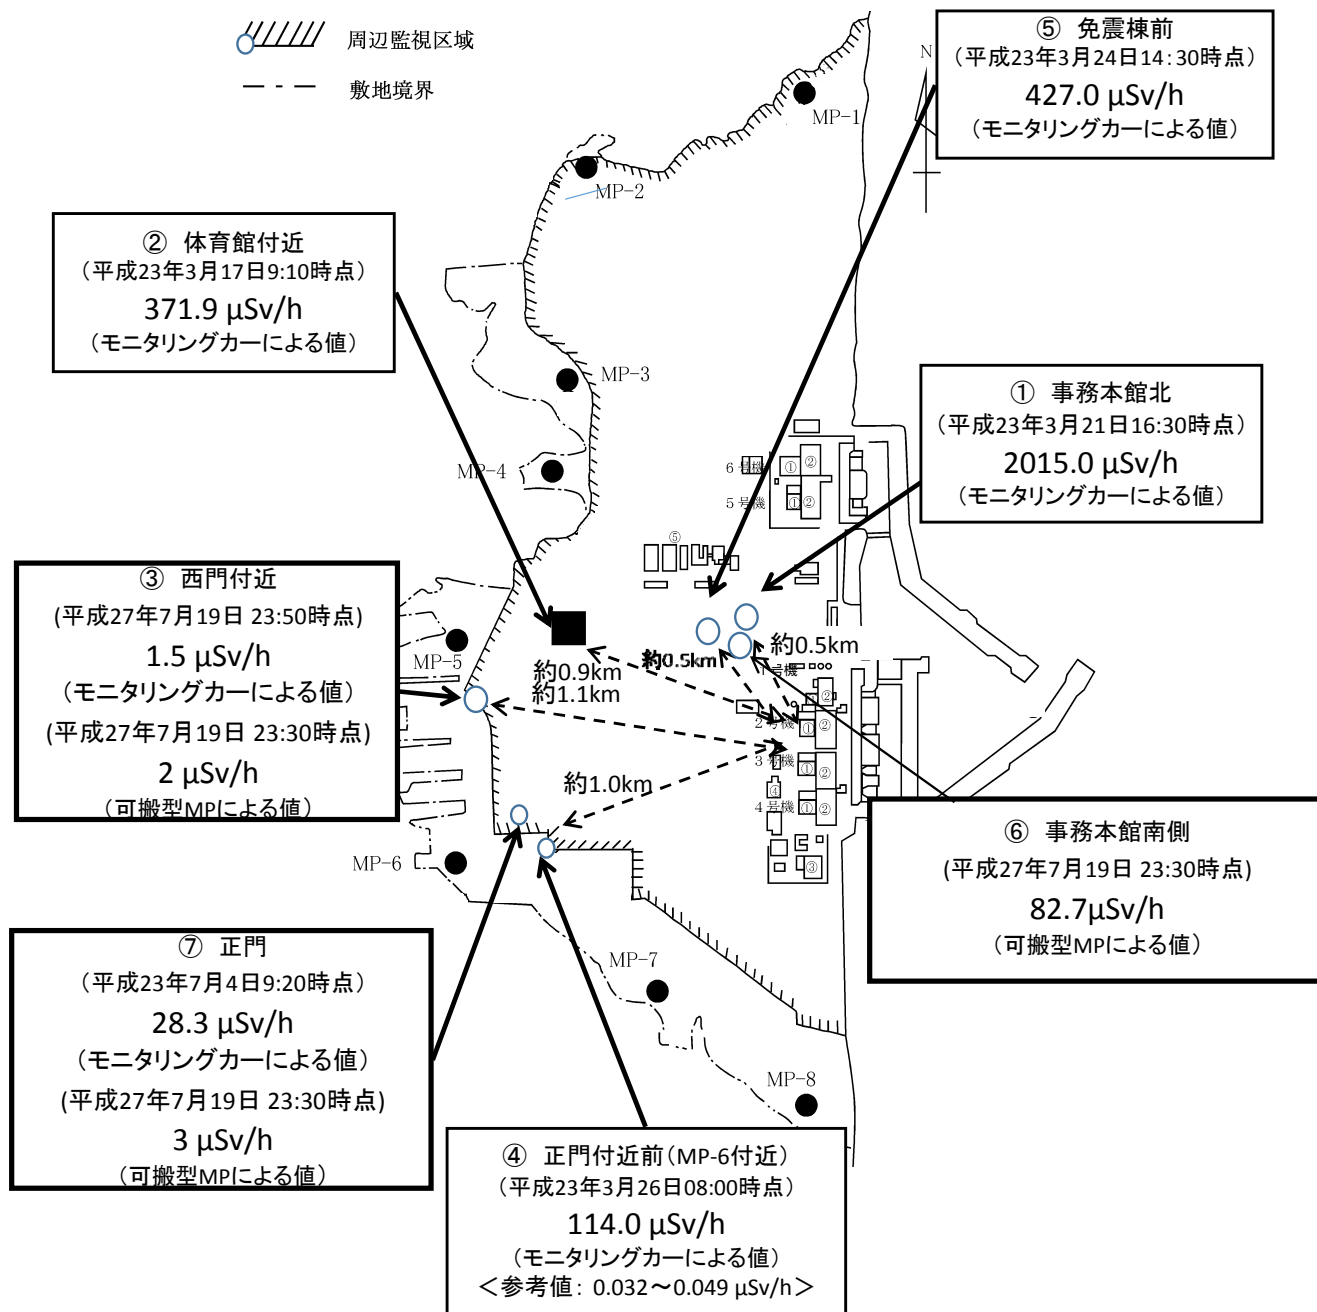 周辺監視区域
敷地境界
⑤ 免震棟前
（平成23年3月24日14:30時点）
427.0 μSv/h
（モニタリングカーによる値）
N
MP-1
MP-2
② 体育館付近
（平成23年3月17日9:10時点）
371.9 μSv/h
（モニタリングカーによる値）
MP-3
① 事務本館北
（平成23年3月21日16:30時点）
2015.0 μSv/h
（モニタリングカーによる値）
MP-4
6号機
①
②
5号機
①
②
⑤
③ 西門付近
(平成27年7月19日 23:50時点)
1.5 μSv/h
（モニタリングカーによる値）
(平成27年7月19日 23:30時点)
2 μSv/h
（可搬型MPによる値）
MP-5
約0.9km
約1.1km
約0.5km
約0.5km
1号機
②
2号機
①
②
3号機
①
②
約1.0km
④
4号機
①
②
③
MP-6
⑥ 事務本館南側
(平成27年7月19日 23:30時点)
82.7μSv/h
（可搬型MPによる値）
⑦ 正門
（平成23年7月4日9:20時点）
28.3 μSv/h
（モニタリングカーによる値）
(平成27年7月19日 23:30時点)
3 μSv/h
（可搬型MPによる値）
MP-7
MP-8
④ 正門付近前（MP-6付近）
（平成23年3月26日08:00時点）
114.0 μSv/h
（モニタリングカーによる値）
＜参考値： 0.032～0.049 μSv/h＞